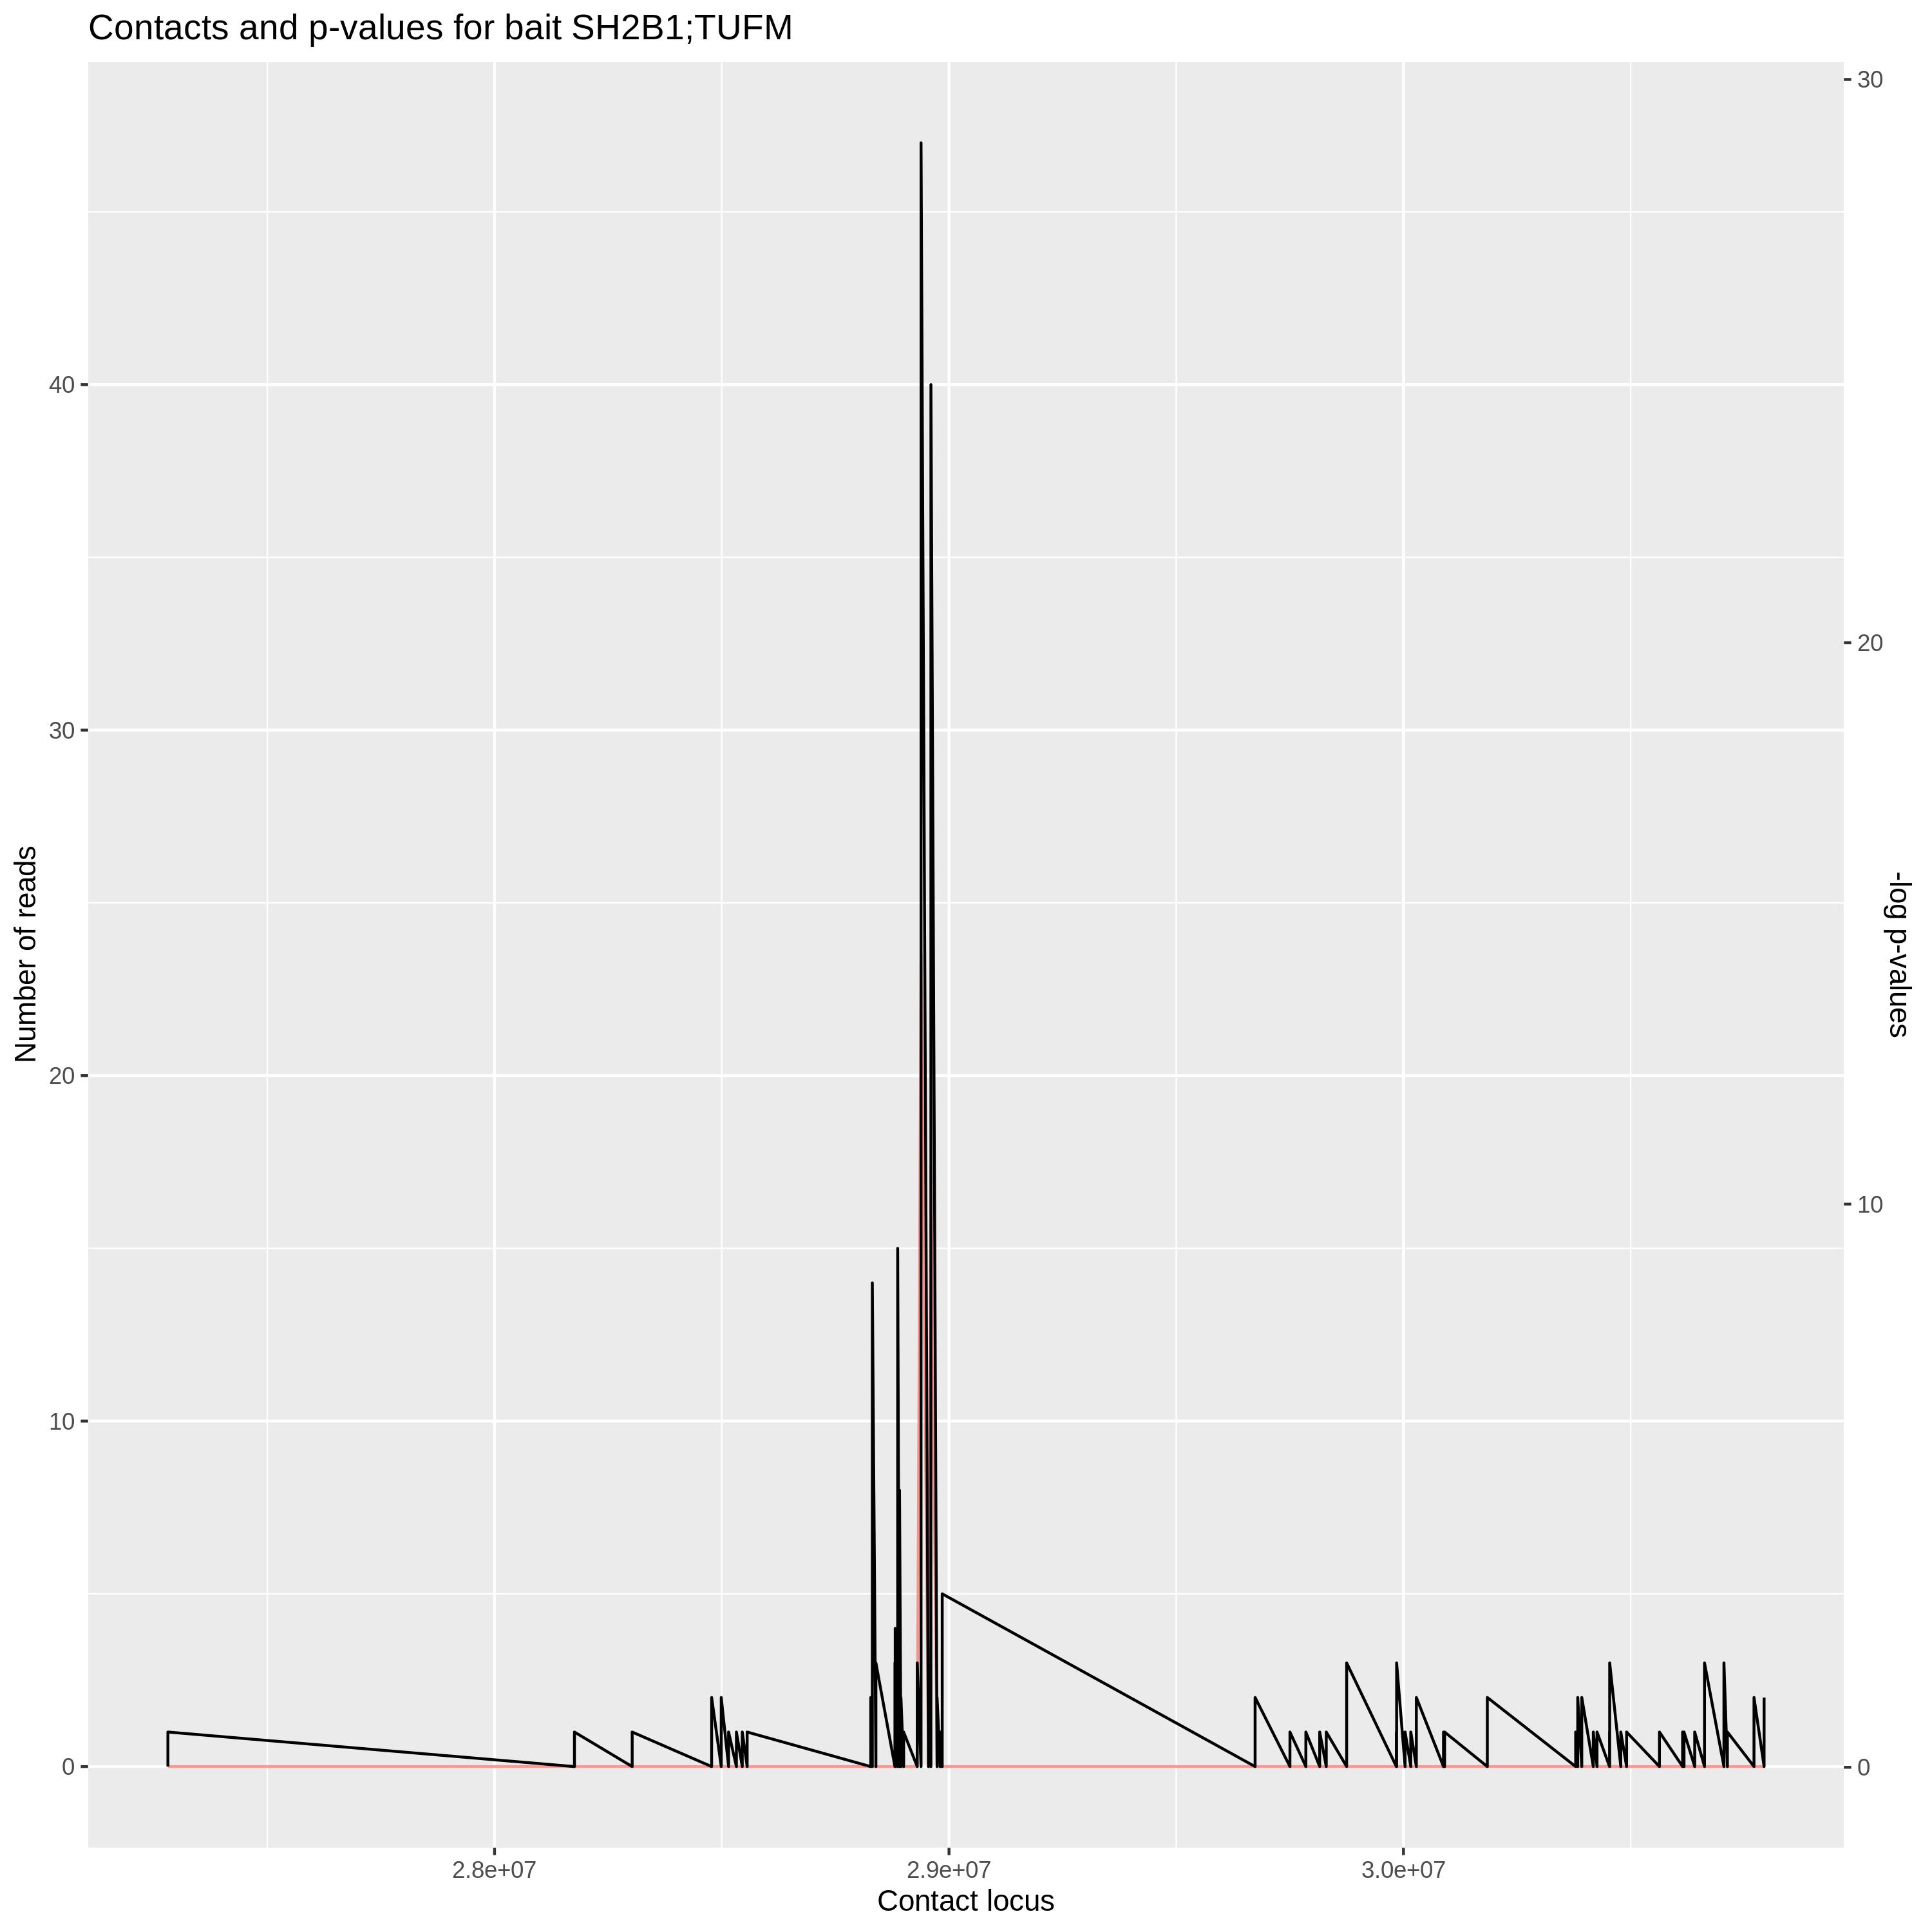 Contacts and p-values for bait SH2B1;TUFM
30
40
20
30
20
10
10
0
0
Number of reads
-log p-values
2.8e+07
2.9e+07
3.0e+07
Contact locus